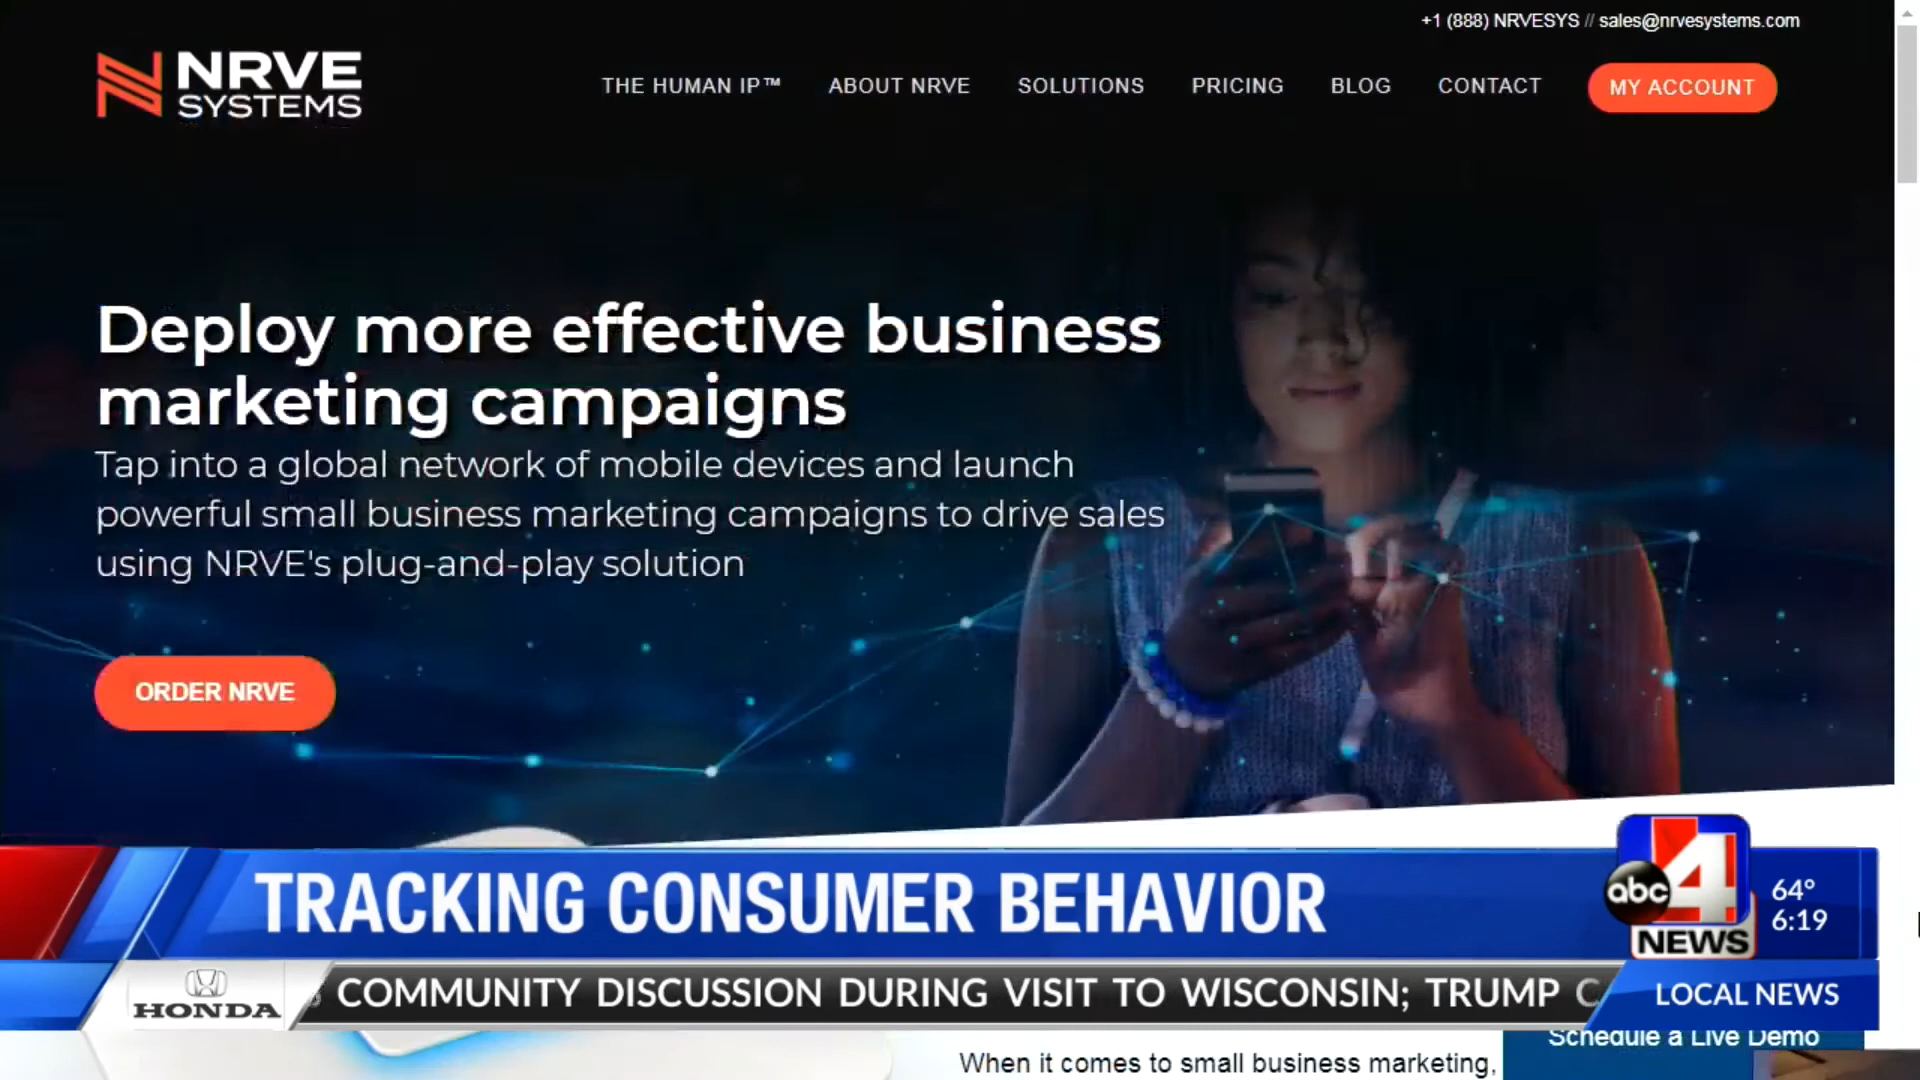 +1 (888) NRVESYS // sales@nrvesystems.com
NRVE
SYSTEMS
THE HUMAN IP™ ABOUT NRVE SOLUTIONS PRICING BLOG CONTACT MY ACCOUNT
Deploy more effective business
marketing campaigns
Tap into a global network of mobile devices and launch
powerful small business marketing campaigns to drive sales
using NRVE's plug-and-play solution
ORDER NRVE
TRACKING CONSUMER BEHAVIOR
abc 4
NEWS
64°
6:19
HONDA
COMMUNITY DISCUSSION DURING VISIT TO WISCONSIN; TRUMP
LOCAL NEWS
Schedule a Live Demo
When it comes to small business marketing,